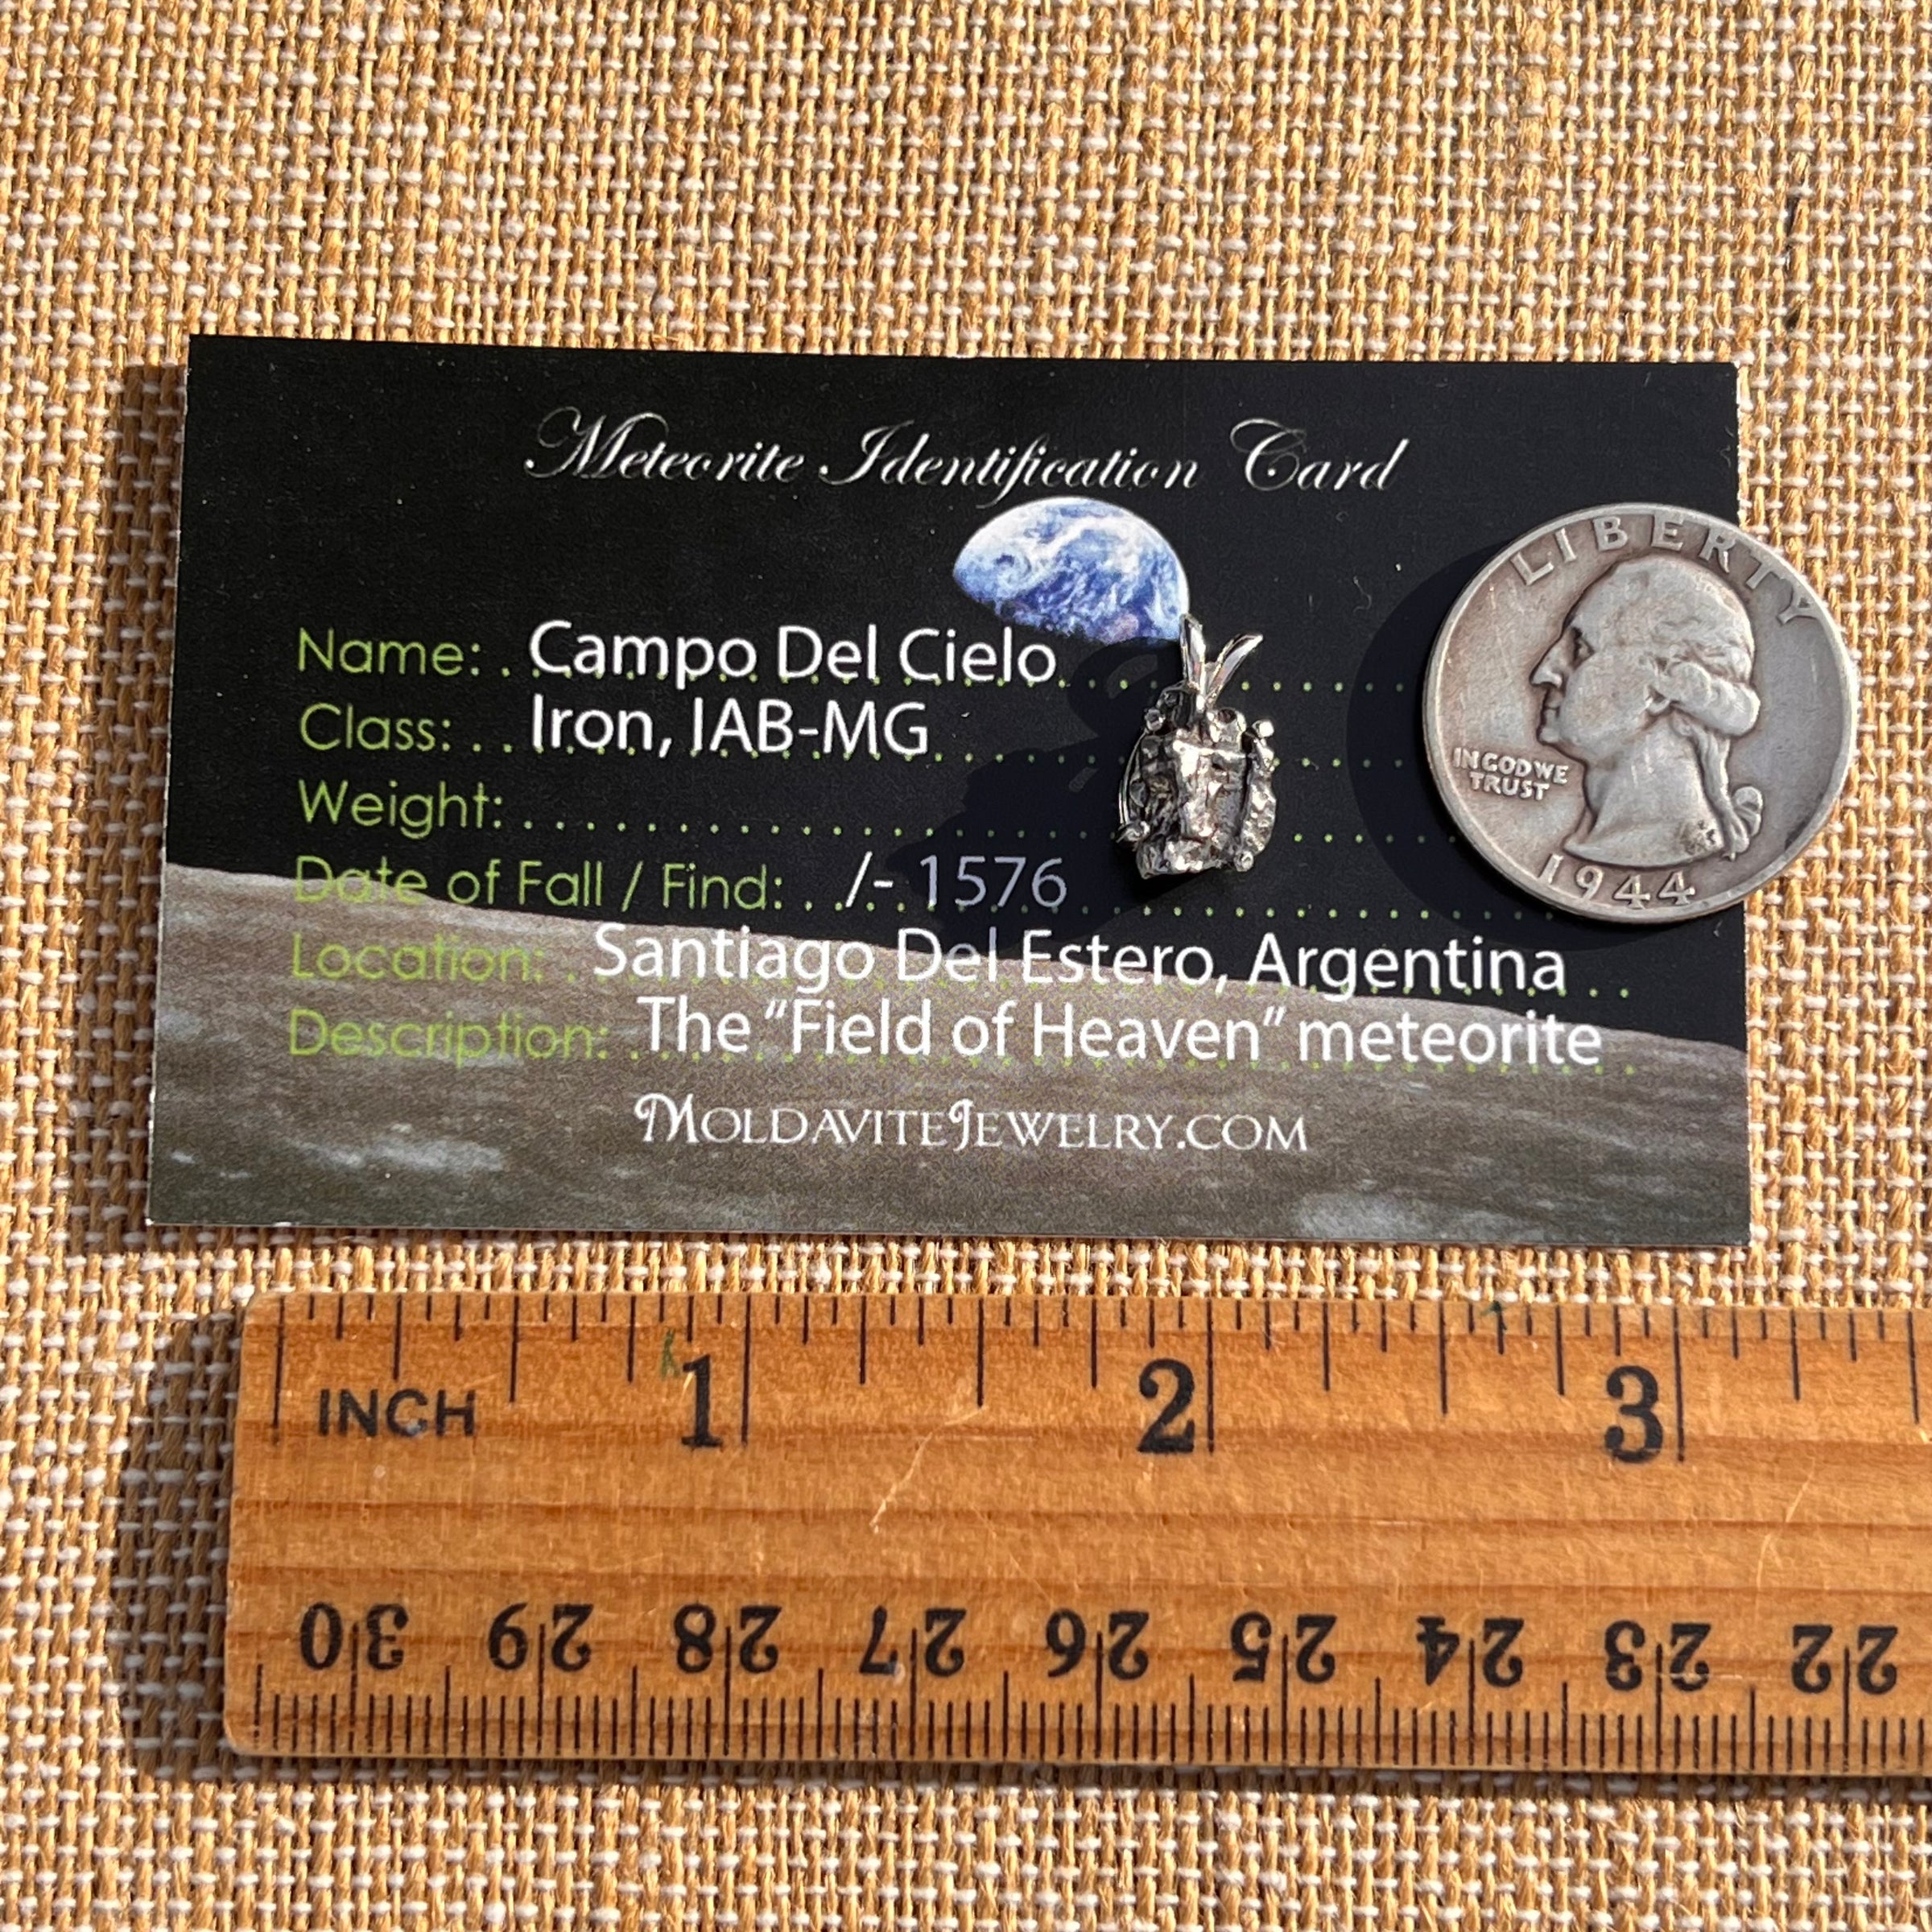 Meteorite Identification Card
Name: . Campo Del Cielo
Class: . . Iron, IAB-MG
Weight:
Date of Fall / Find: . . /- 1576
Location: . Santiago Del Estero, Argentina
Description: . The "Field of Heaven" meteorite
MOLDAVITEJEWELRY.COM
LIBERTY
IN GOD WE
TRUST
1944
INCH 1 2 3
30 29 28 27 26 25 24 23 22